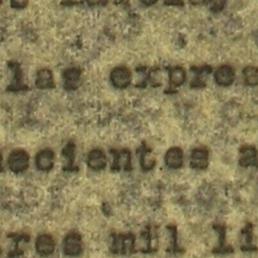 las expres
ecientes a
res mil li